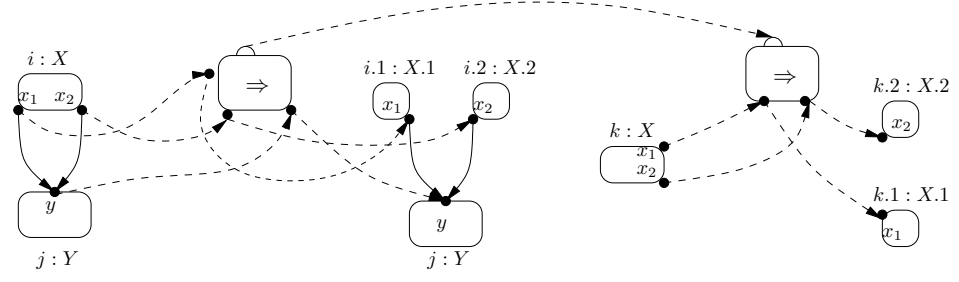 i : X
x₁ x₂
y
j : Y
⇒
i.1 : X.1 i.2 : X.2
x₁ x₂
y
j : Y
⇒
k : X
x₁
x₂
k.2 : X.2
x₂
k.1 : X.1
x₁